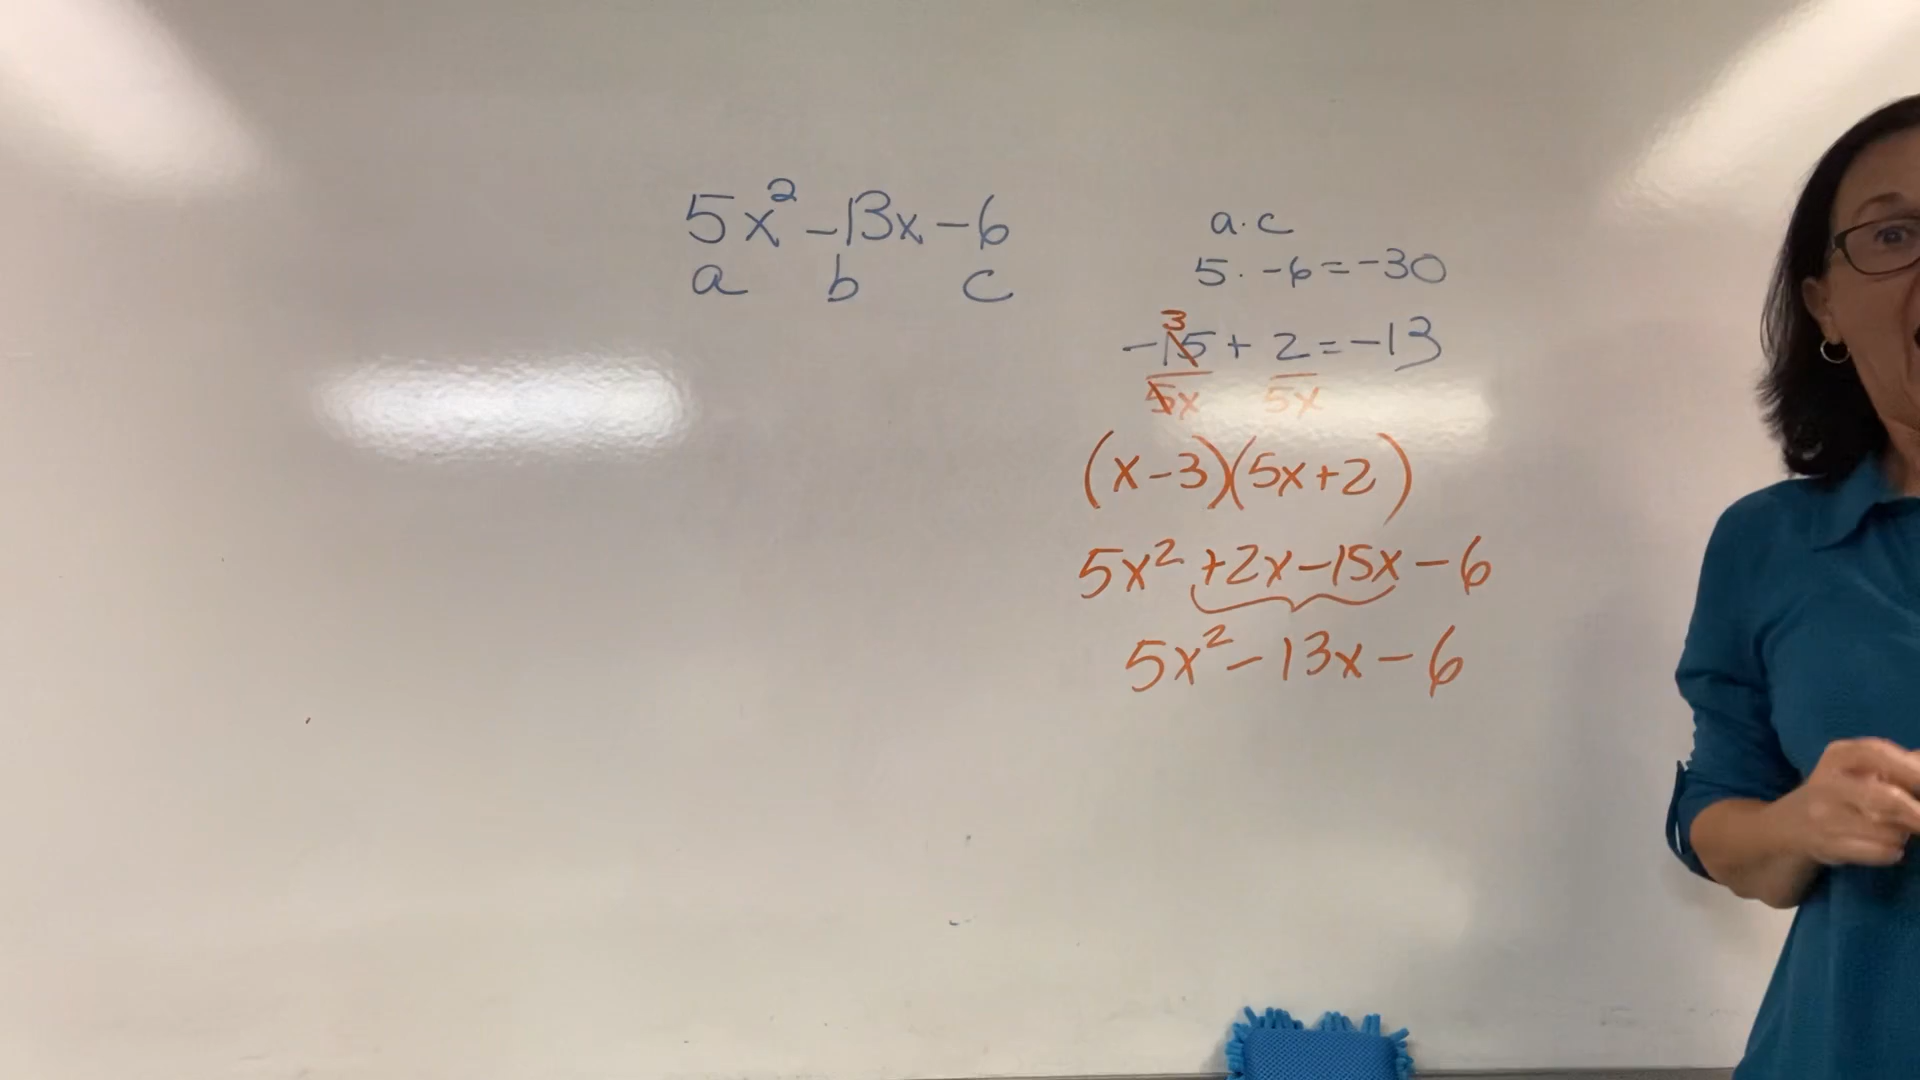 5x² -13x -6
a b c
a·c
5 · -6 = -30
3
-15 + 2 = -13
5x 5x
(x-3)(5x+2)
5x² +2x-15x-6
5x² -13x-6